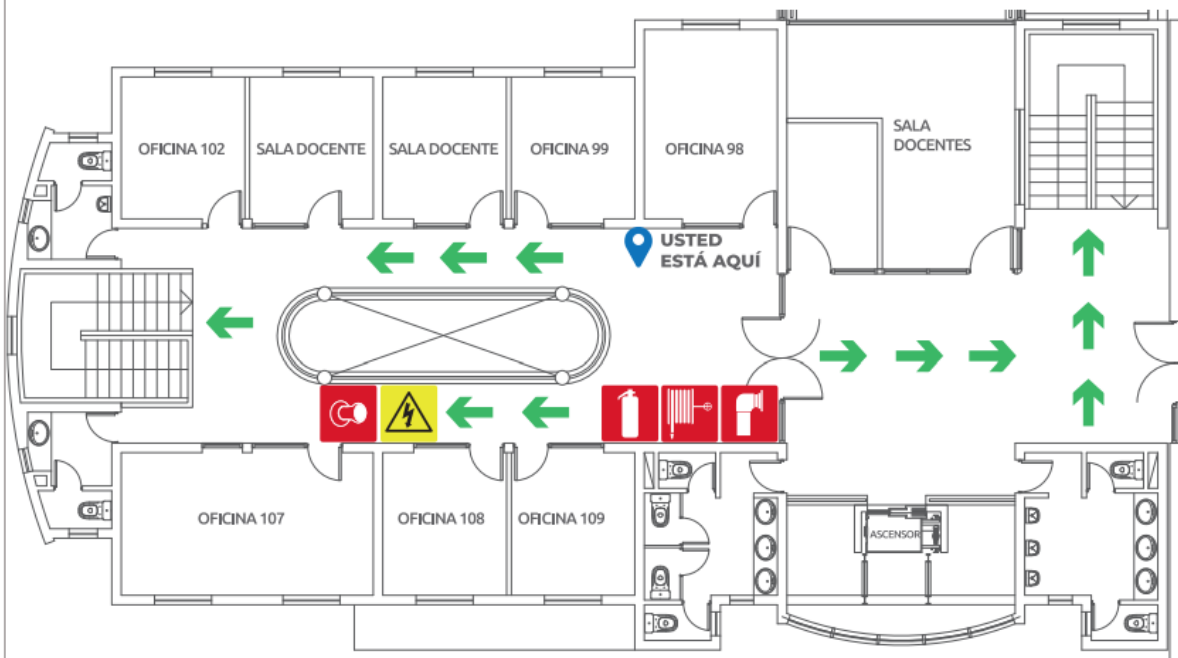 OFICINA 102
SALA DOCENTE
SALA DOCENTE
OFICINA 99
OFICINA 98
SALA
DOCENTES
USTED
ESTÁ AQUÍ
OFICINA 107
OFICINA 108
OFICINA 109
ASCENSOR